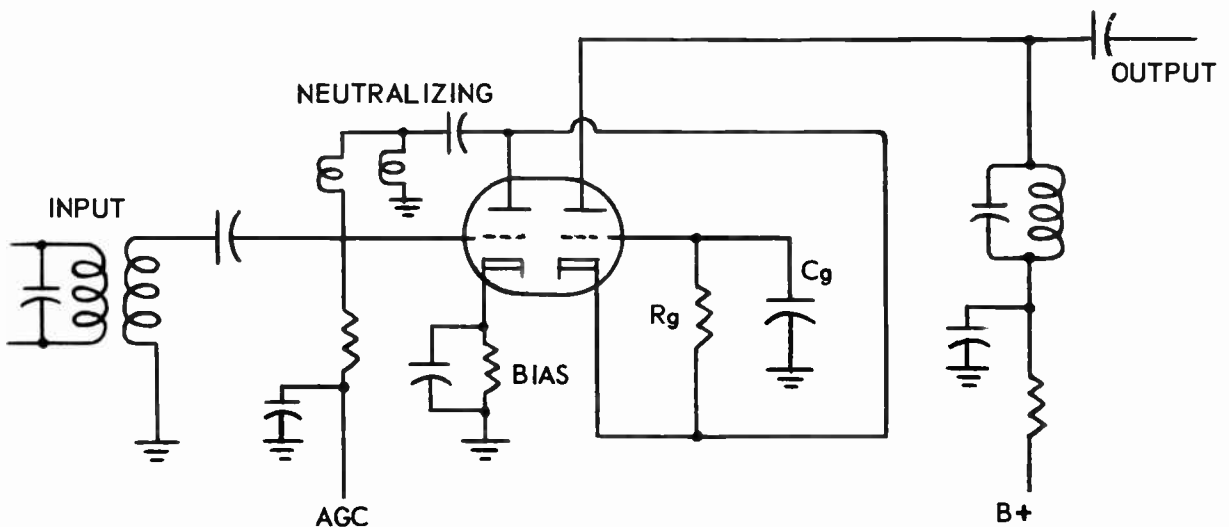 OUTPUT
NEUTRALIZING
INPUT
Cg
Rg
BIAS
AGC
B+